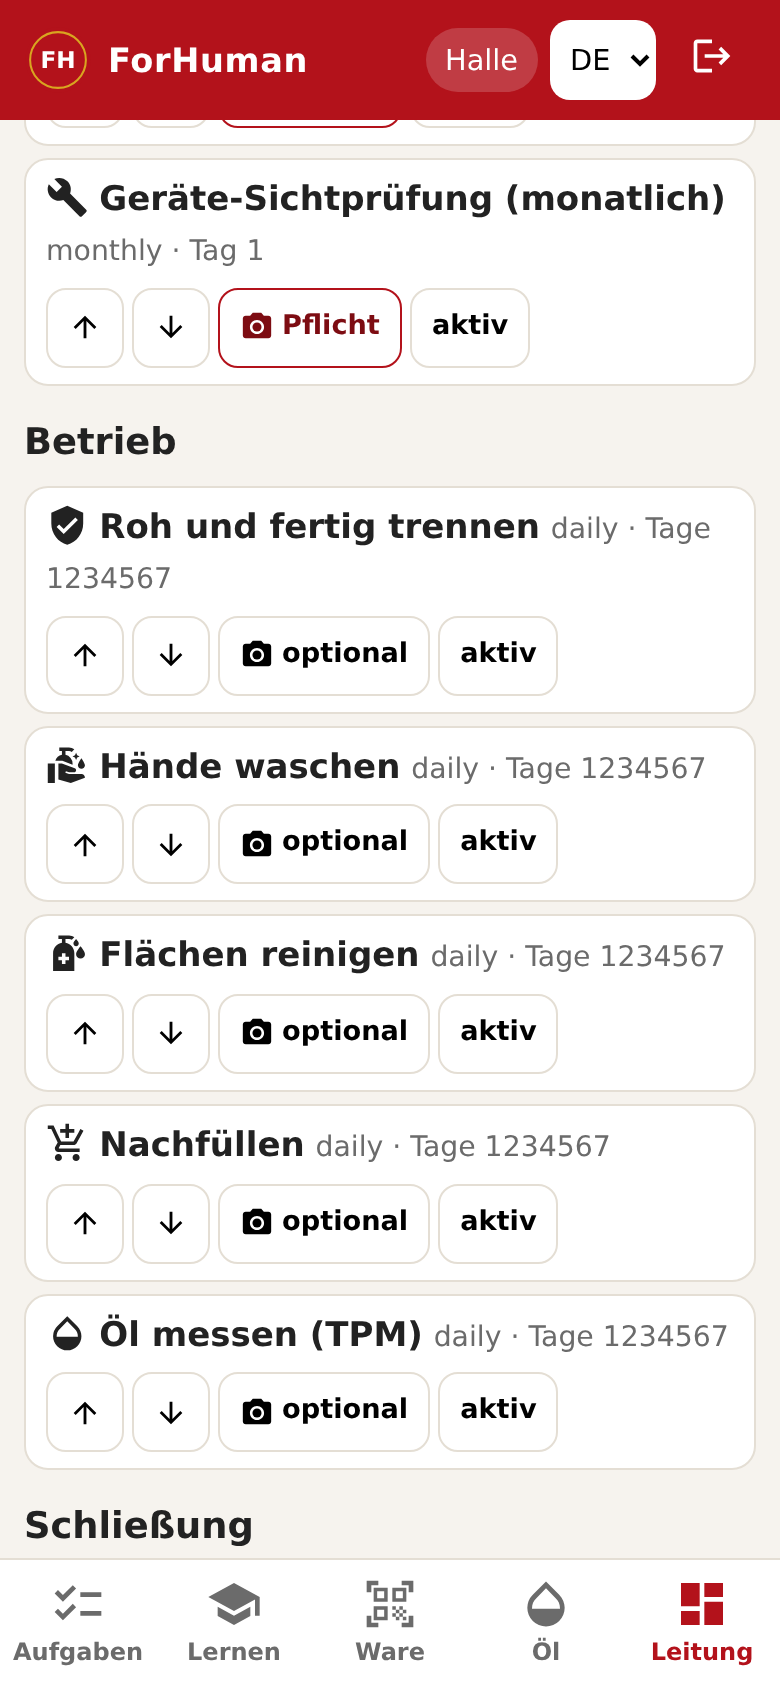 FH ForHuman Halle DE
Geräte-Sichtprüfung (monatlich)
monthly · Tag 1
↑ ↓ Pflicht aktiv
Betrieb
Roh und fertig trennen daily · Tage
1234567
↑ ↓ optional aktiv
Hände waschen daily · Tage 1234567
↑ ↓ optional aktiv
Flächen reinigen daily · Tage 1234567
↑ ↓ optional aktiv
Nachfüllen daily · Tage 1234567
↑ ↓ optional aktiv
Öl messen (TPM) daily · Tage 1234567
↑ ↓ optional aktiv
Schließung
Aufgaben Lernen Ware Öl Leitung